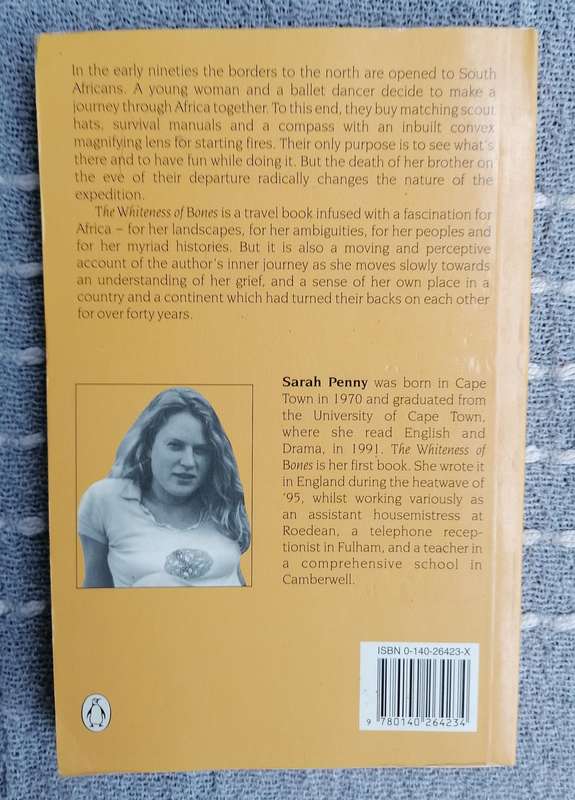 In the early nineties the borders to the north are opened to South
Africans. A young woman and a ballet dancer decide to make a
journey through Africa together. To this end, they buy matching scout
hats, survival manuals and a compass with an inbuilt convex
magnifying lens for starting fires. Their only purpose is to see what's
there and to have fun while doing it. But the death of her brother on
the eve of their departure radically changes the nature of the
expedition.
The Whiteness of Bones is a travel book infused with a fascination for
Africa – for her landscapes, for her ambiguities, for her peoples and
for her myriad histories. But it is also a moving and perceptive
account of the author's inner journey as she moves slowly towards
an understanding of her grief, and a sense of her own place in a
country and a continent which had turned their backs on each other
for over forty years.
Sarah Penny was born in Cape
Town in 1970 and graduated from
the University of Cape Town,
where she read English and
Drama, in 1991. The Whiteness of
Bones is her first book. She wrote it
in England during the heatwave of
'95, whilst working variously as
an assistant housemistress at
Roedean, a telephone recep-
tionist in Fulham, and a teacher in
a comprehensive school in
Camberwell.
ISBN 0-140-26423-X
9 780140 264234